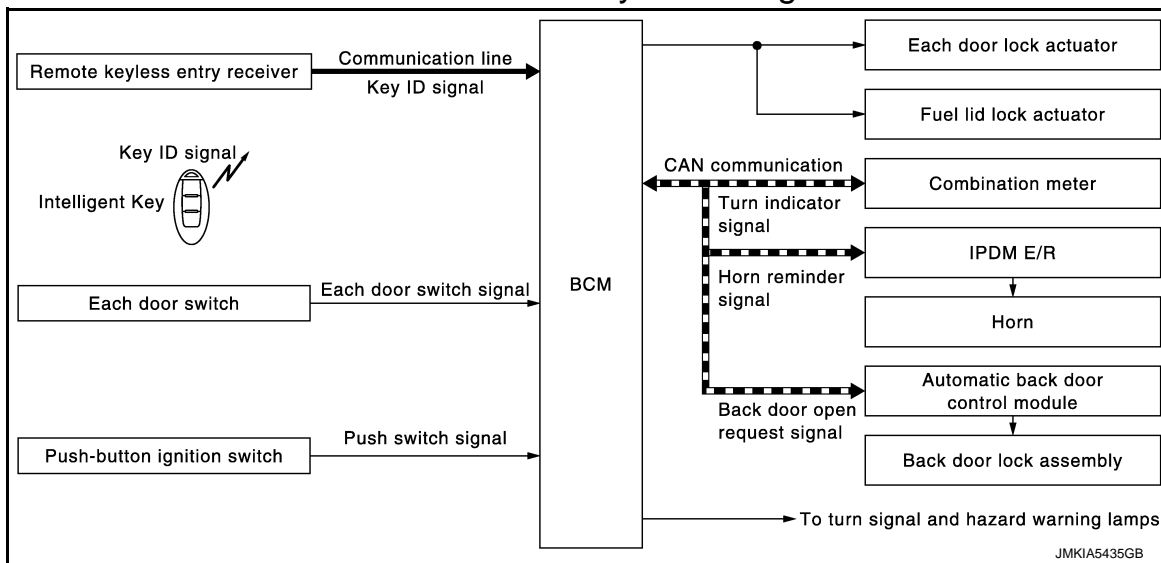 Remote keyless entry receiver
Communication line
Key ID signal
Key ID signal
Intelligent Key
Each door switch
Each door switch signal
Push-button ignition switch
Push switch signal
BCM
Each door lock actuator
Fuel lid lock actuator
CAN communication
Combination meter
Turn indicator
signal
IPDM E/R
Horn reminder
signal
Horn
Automatic back door
control module
Back door open
request signal
Back door lock assembly
To turn signal and hazard warning lamps
JMKIA5435GB